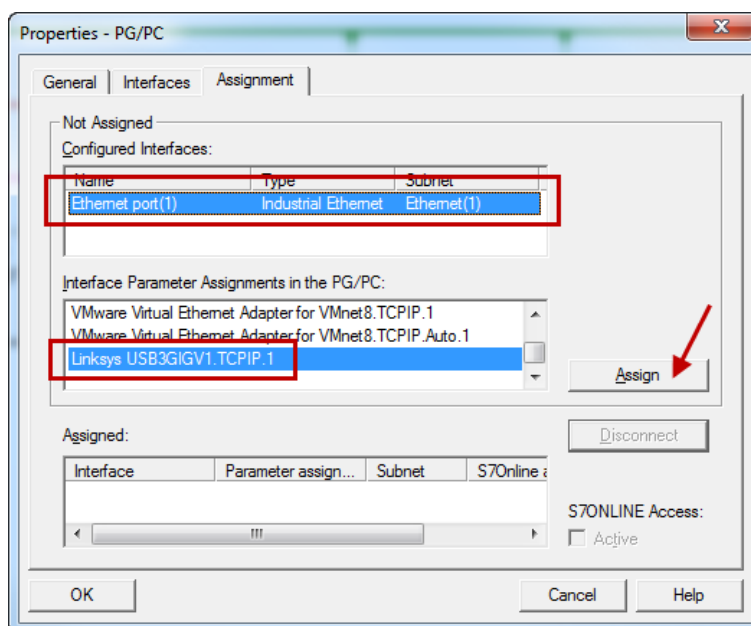 Properties - PG/PC
x
General Interfaces Assignment
Not Assigned
Configured Interfaces:
Name Type Subnet
Ethernet port(1) Industrial Ethernet Ethernet(1)
Interface Parameter Assignments in the PG/PC:
VMware Virtual Ethernet Adapter for VMnet8.TCPIP.1
VMware Virtual Ethernet Adapter for VMnet8.TCPIP.Auto.1
Linksys USB3GIGV1.TCPIP.1
Assign
Assigned:
Disconnect
Interface Parameter assign... Subnet S7Online a
S7ONLINE Access:
Active
OK Cancel Help